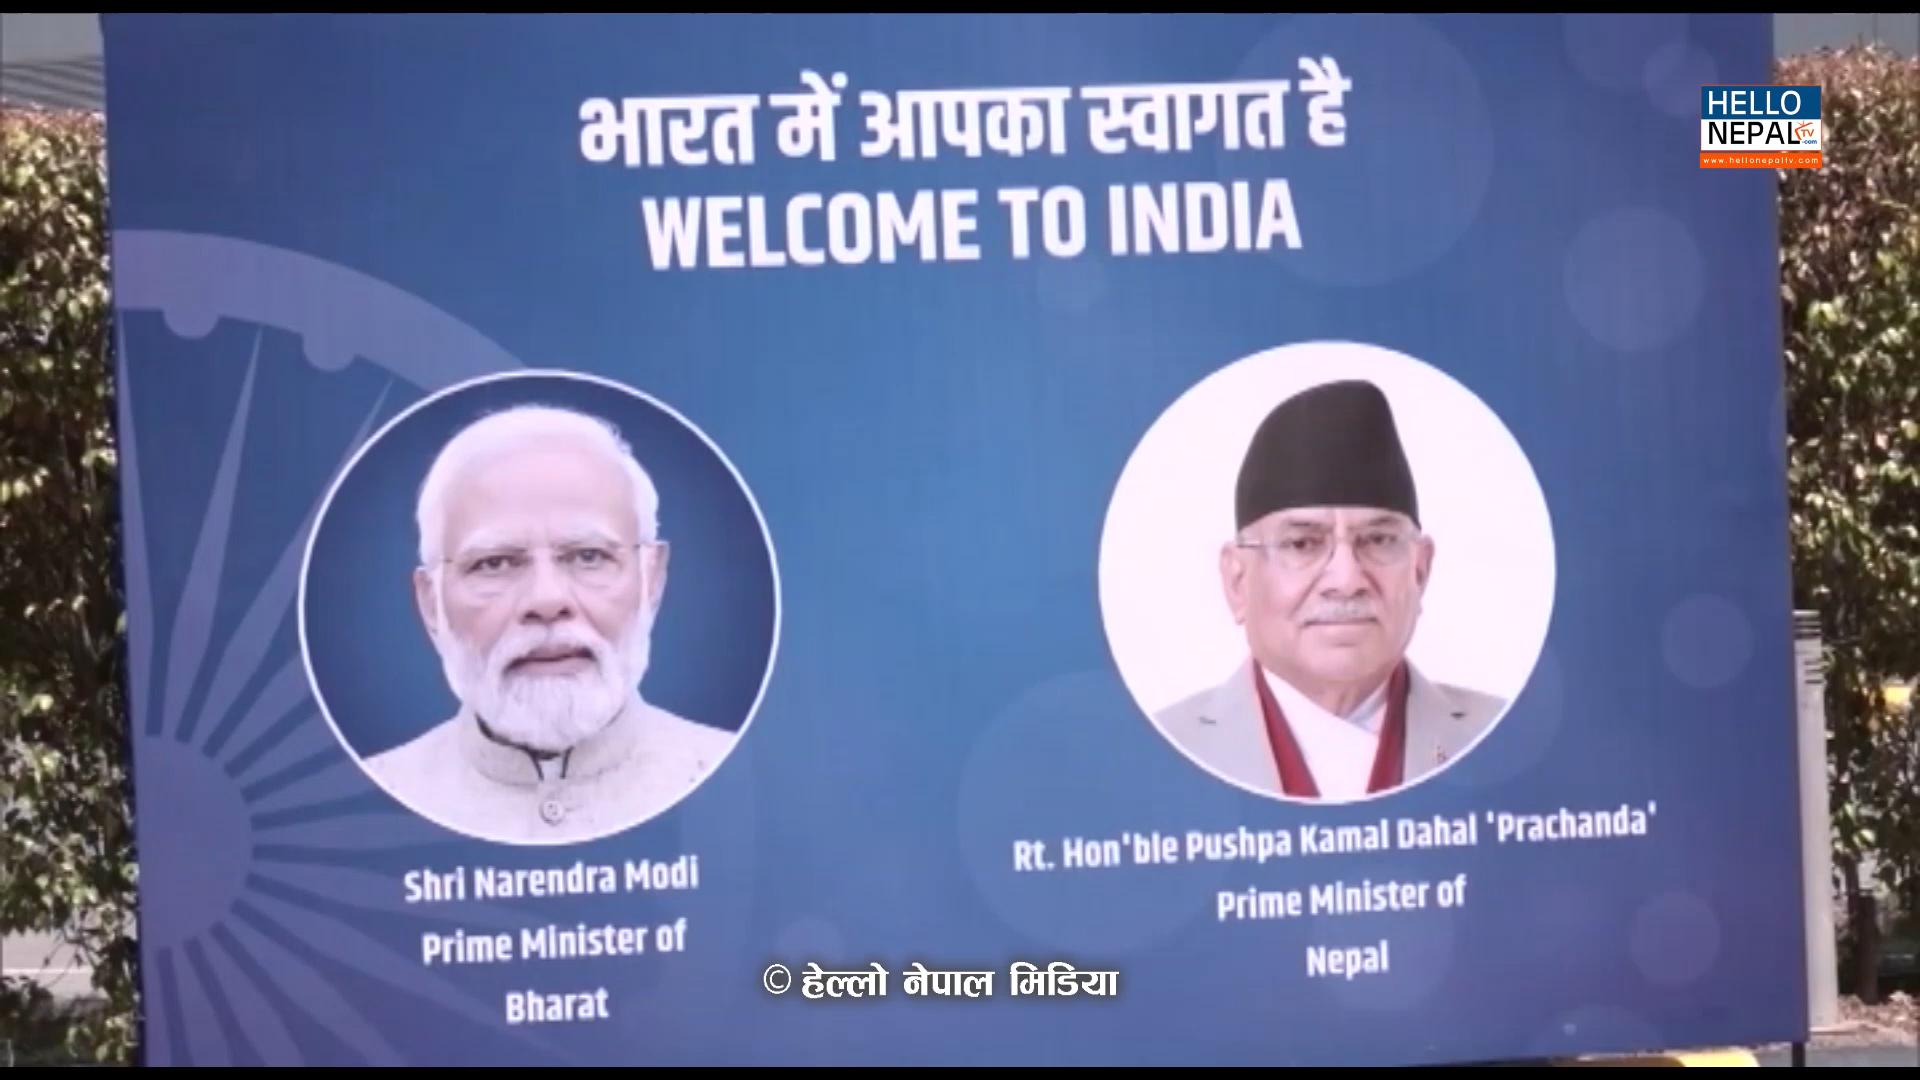 भारत में आपका स्वागत है
WELCOME TO INDIA
HELLO
NEPAL TV .com
www.hellonepaltv.com
Shri Narendra Modi
Prime Minister of
Bharat
Rt. Hon'ble Pushpa Kamal Dahal 'Prachanda'
Prime Minister of
Nepal
© हेल्लो नेपाल मिडिया